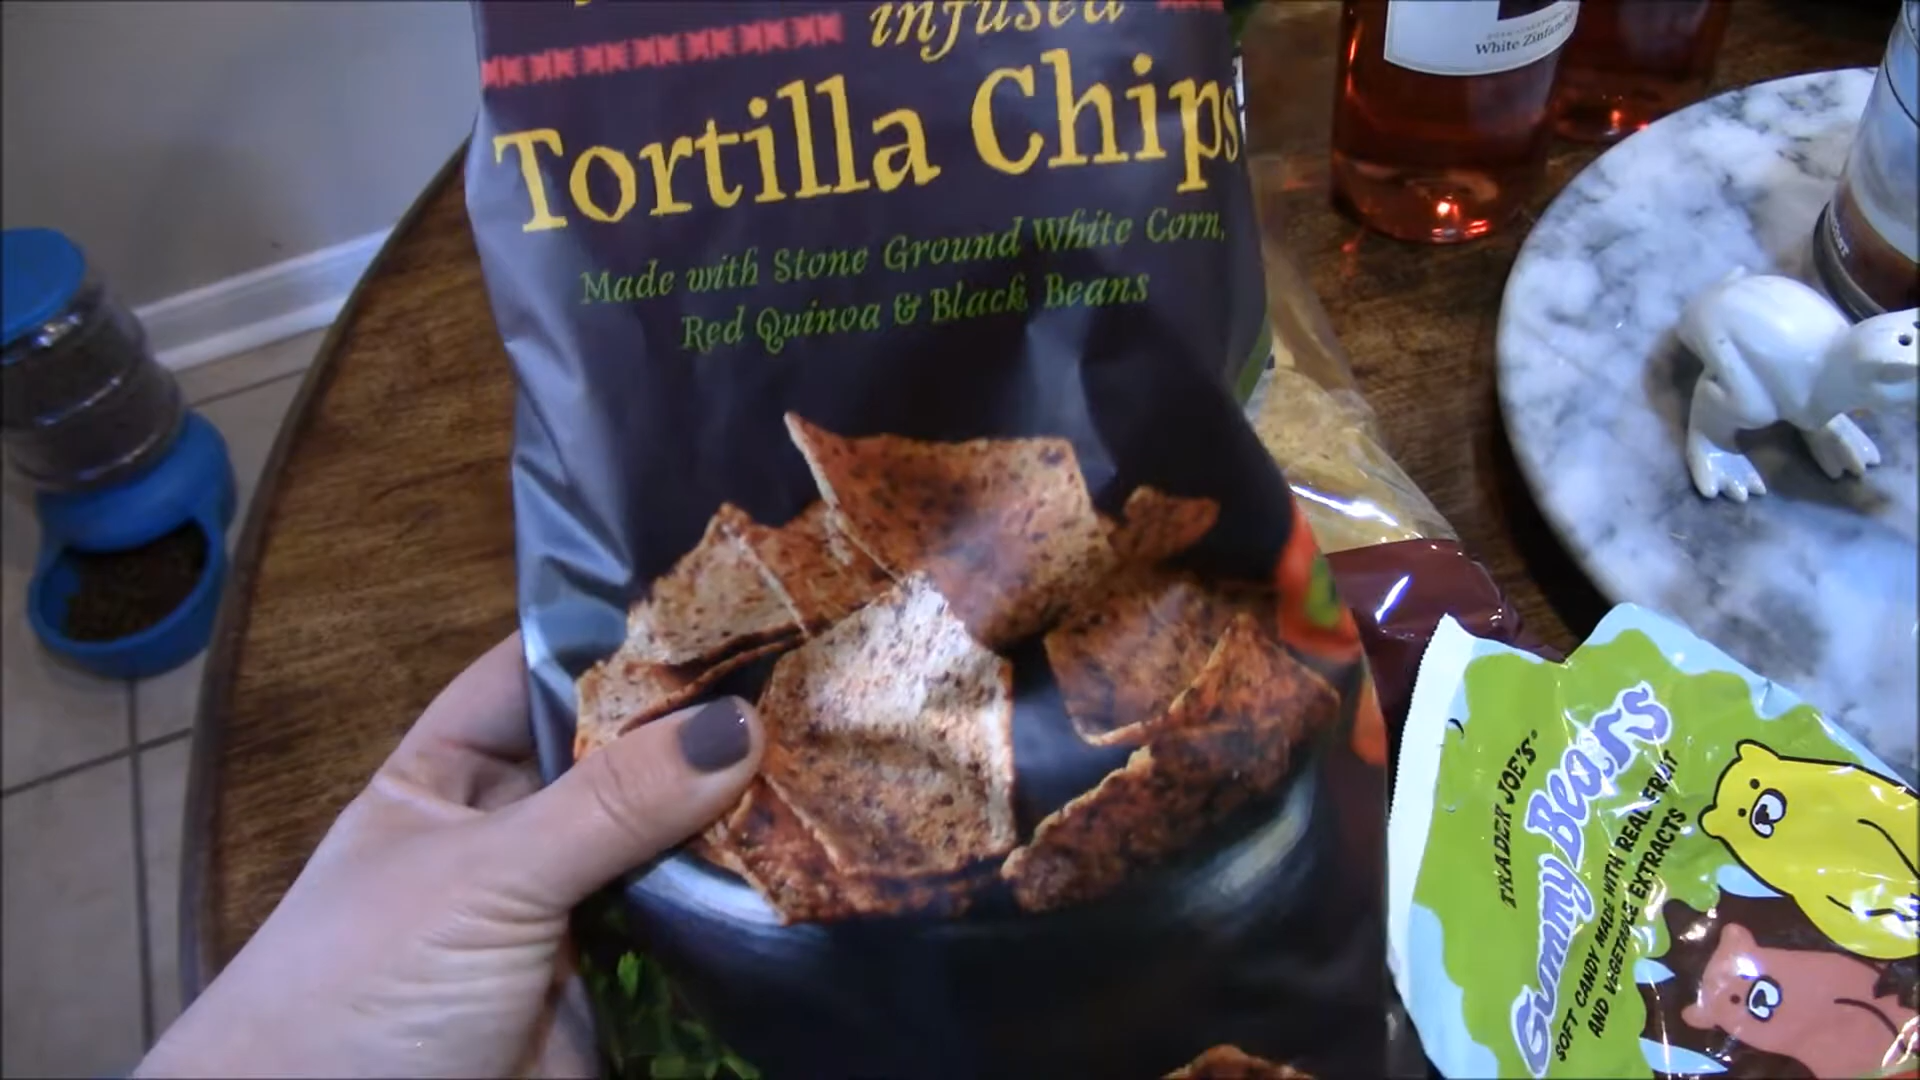 infused
Tortilla Chips
Made with Stone Ground White Corn,
Red Quinoa & Black Beans
White Zinfandel
TRADER JOE'S
Gummy Bears
SOFT CANDY MADE WITH REAL FRUIT
AND VEGETABLE EXTRACTS